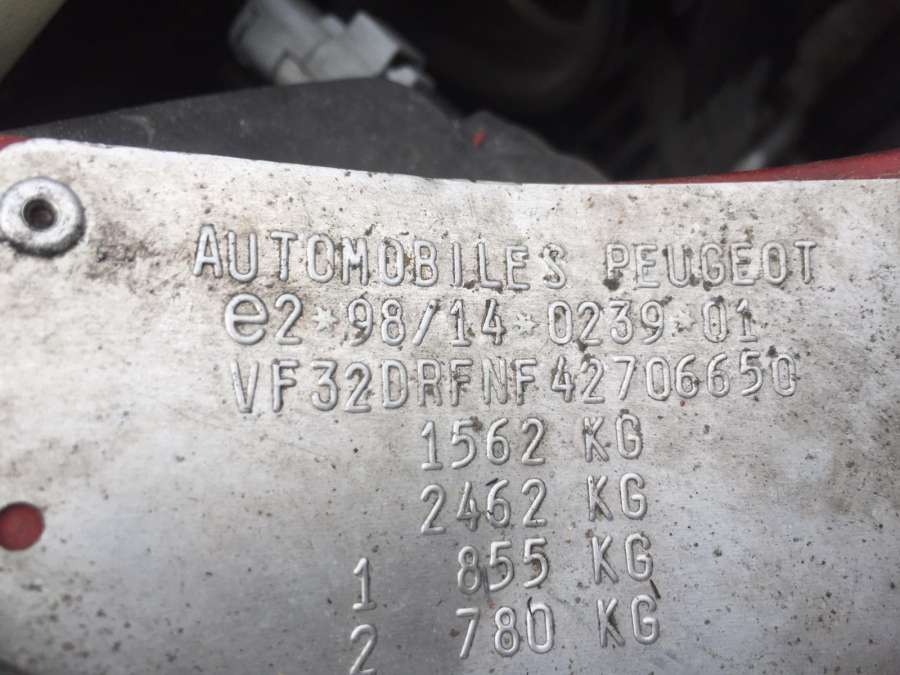 AUTOMOBILES PEUGEOT
e2*98/14*0239*01
VF32DRFNF42706650
1562 KG
2462 KG
1 855 KG
2 780 KG